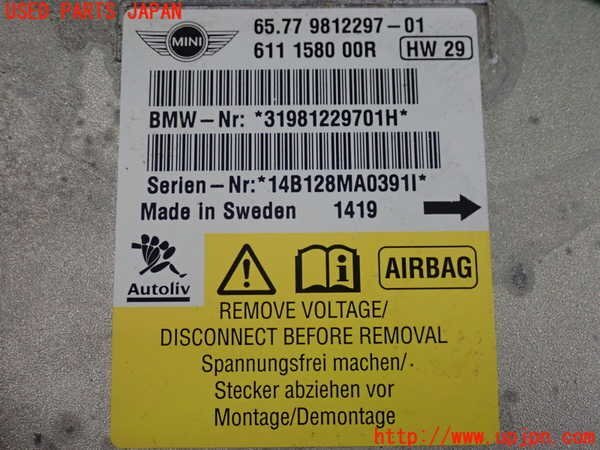 USED PARTS JAPAN
MINI
65.77 9812297-01
611 1580 00R HW 29
BMW-Nr: *31981229701H*
Serien-Nr:*14B128MA0391I*
Made in Sweden 1419
Autoliv
AIRBAG
REMOVE VOLTAGE/
DISCONNECT BEFORE REMOVAL
Spannungsfrei machen/
Stecker abziehen vor
Montage/Demontage
http://www.upjpn.com/